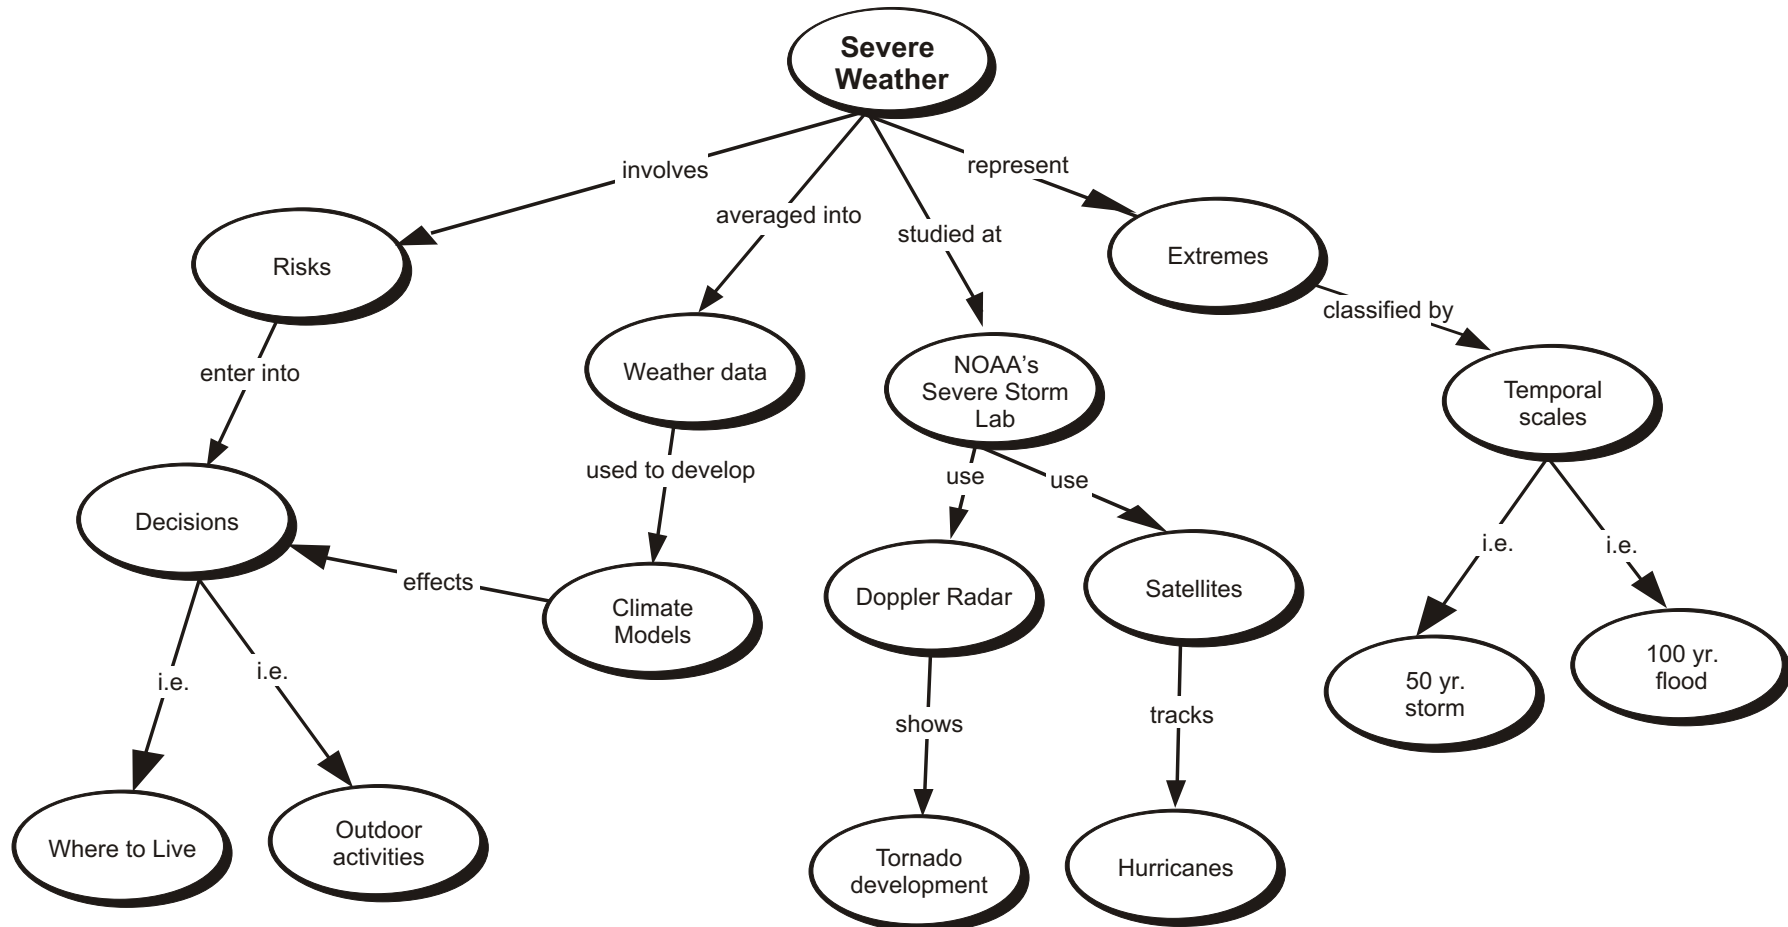 Severe
Weather
involves
represent
averaged into
studied at
Risks
Extremes
classified by
enter into
Weather data
NOAA’s
Severe Storm
Lab
Temporal
scales
used to develop
use
use
Decisions
i.e.
i.e.
effects
Climate
Models
Doppler Radar
Satellites
i.e.
i.e.
50 yr.
storm
100 yr.
flood
shows
tracks
Where to Live
Outdoor
activities
Tornado
development
Hurricanes